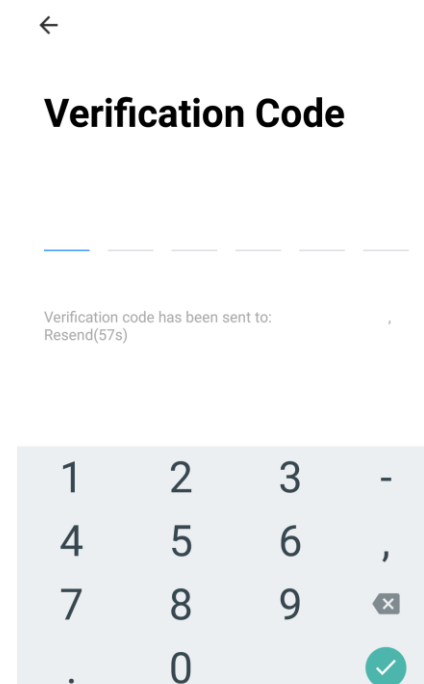 Verification Code
Verification code has been sent to: ,
Resend(57s)
1 2 3 -
4 5 6 ,
7 8 9
. 0